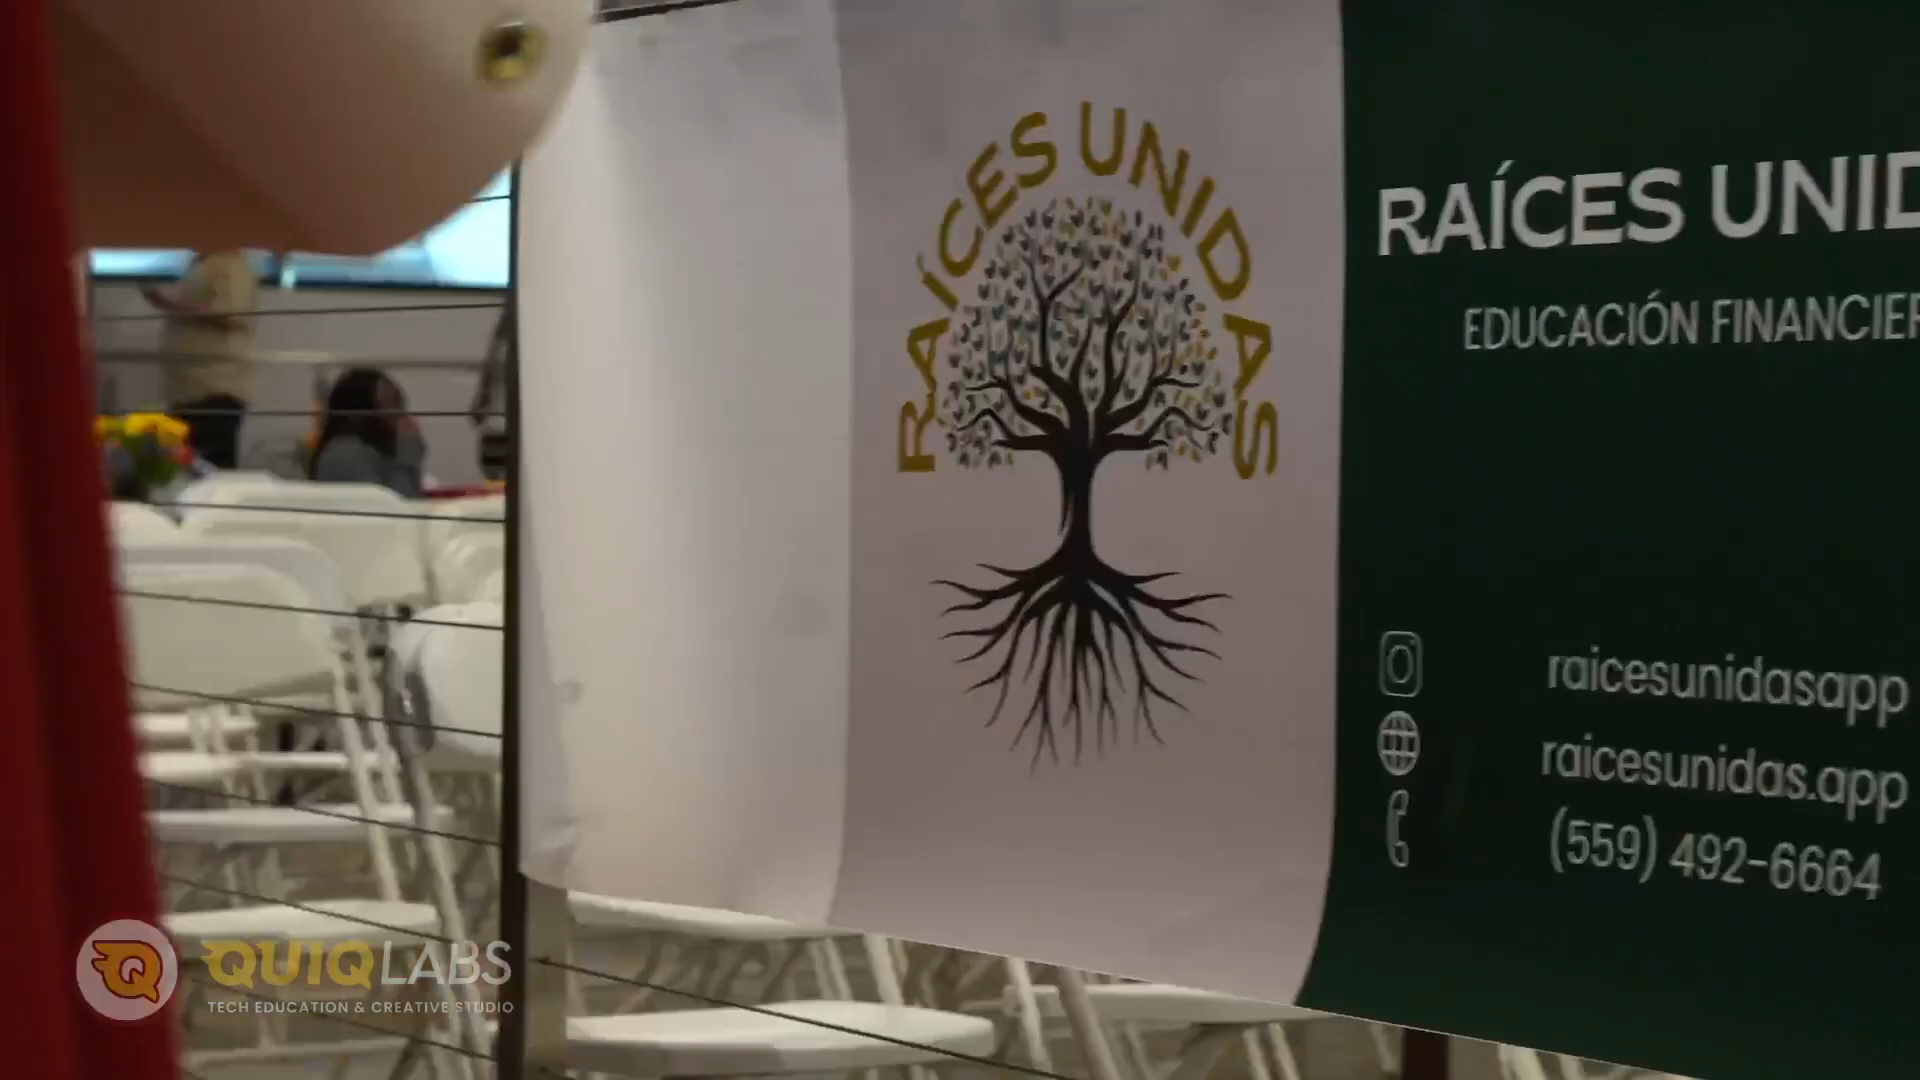 RAÍCES UNIDAS
RAÍCES UNID
EDUCACIÓN FINANCIER
raicesunidasapp
raicesunidas.app
(559) 492-6664
QUIQLABS
TECH EDUCATION & CREATIVE STUDIO